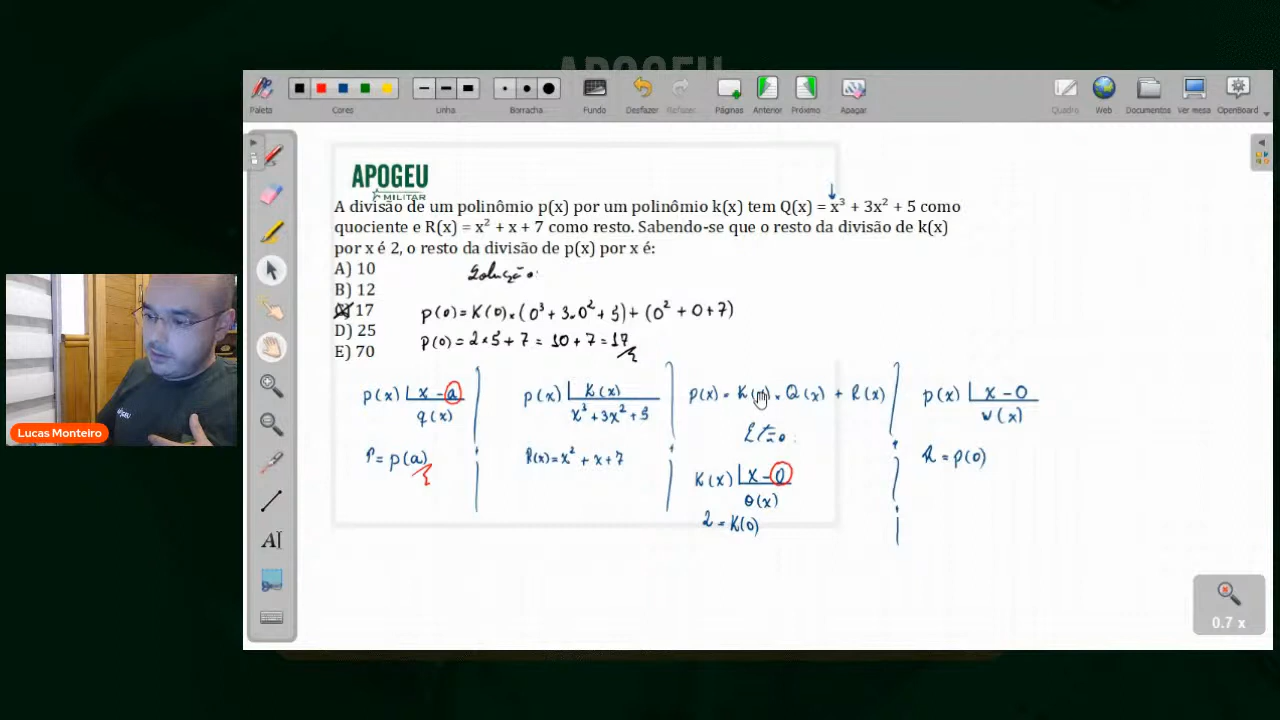 APOGEU
Paleta
Cores
Linha
Borracha
Fundo
Desfazer
Refazer
Páginas
Anterior
Próximo
Apagar
Quadro
Web
Documentos
Ver mesa
OpenBoard
APOGEU
MILITAR
A divisão de um polinômio p(x) por um polinômio k(x) tem Q(x) = x³ + 3x² + 5 como
quociente e R(x) = x² + x + 7 como resto. Sabendo-se que o resto da divisão de k(x)
por x é 2, o resto da divisão de p(x) por x é:
A) 10
Solução:
B) 12
C) 17
p(0) = K(0) × (0³ + 3×0² + 5) + (0² + 0 + 7)
D) 25
p(0) = 2 × 5 + 7 = 10 + 7 = 17
E) 70
p(x) | x - a
q(x)
r = p(a)
p(x) | K(x)
x³ + 3x² + 5
R(x) = x² + x + 7
p(x) = K(x) × Q(x) + R(x)
K(x) | x - 0
θ(x)
2 = K(0)
p(x) | x - 0
R = p(0)
AI
Lucas Monteiro
0.7 x